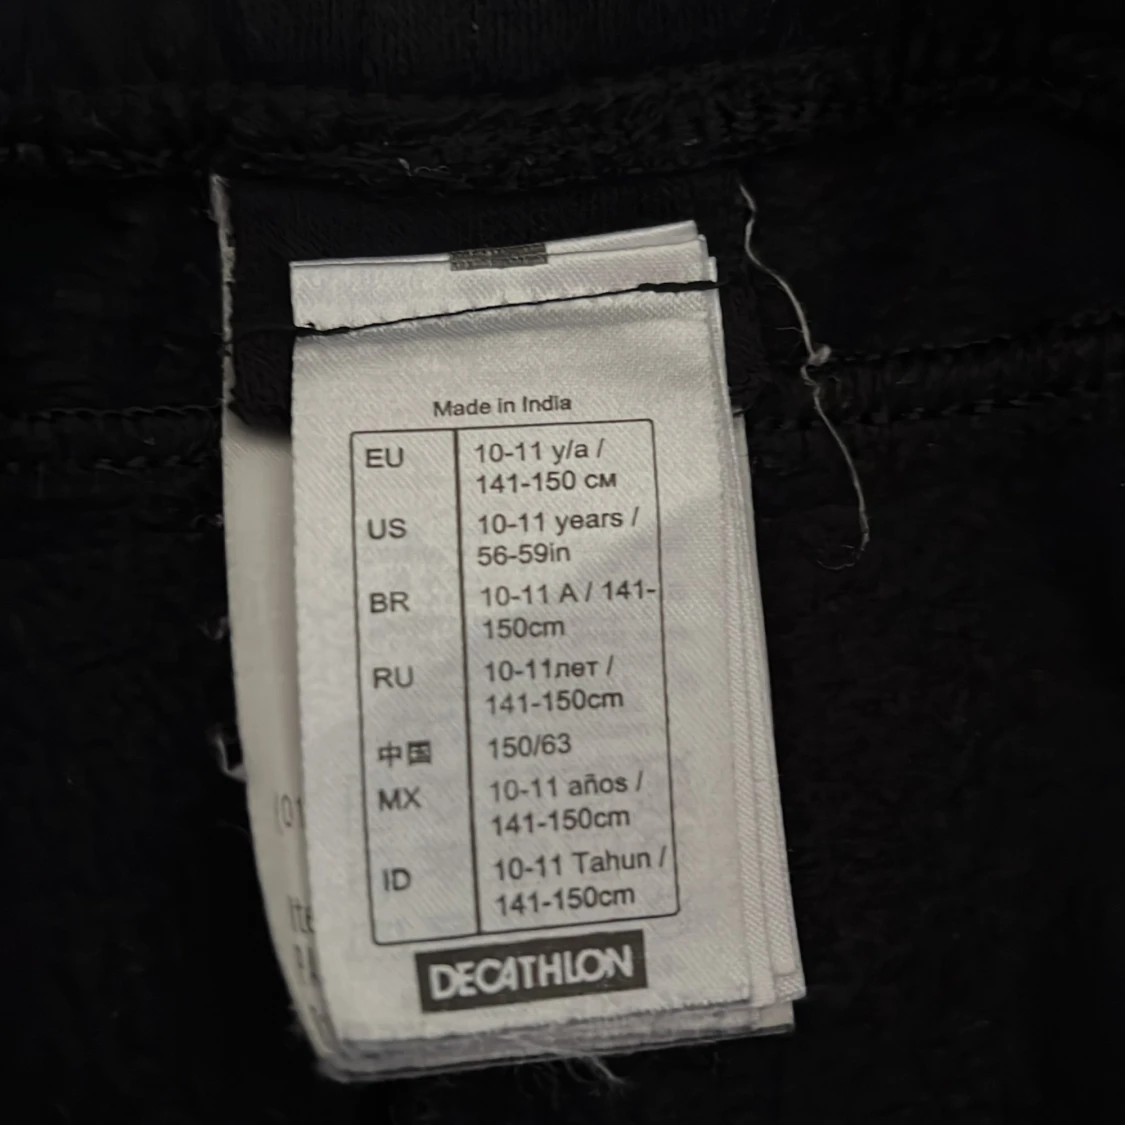 Made in India
EU 10-11 y/a /
141-150 см
US 10-11 years /
56-59in
BR 10-11 A / 141-
150cm
RU 10-11лет /
141-150cm
中国 150/63
MX 10-11 años /
141-150cm
ID 10-11 Tahun /
141-150cm
DECATHLON